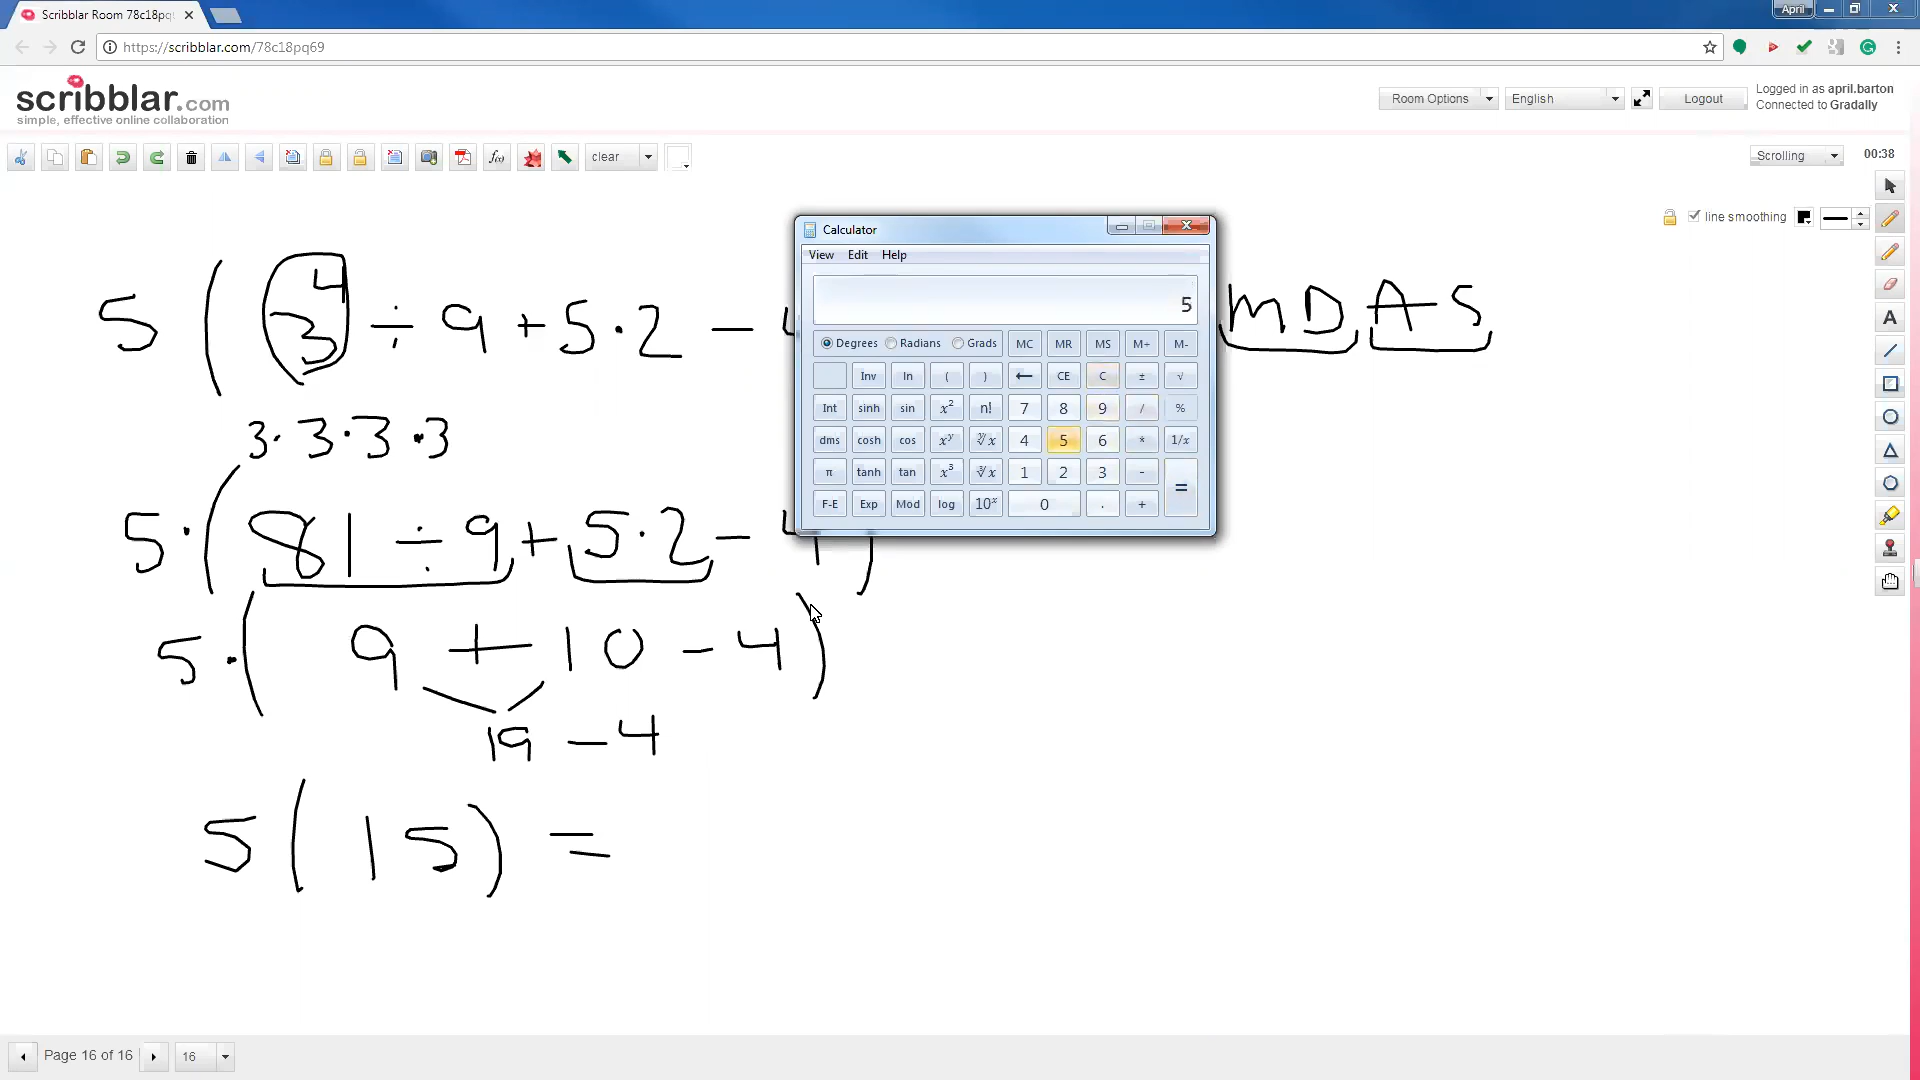 Scribblar Room 78c18pq
April
https://scribblar.com/78c18pq69
scribblar.com
simple, effective online collaboration
Room Options
English
Logout
Logged in as april.barton
Connected to Gradally
f(x)
clear
Scrolling
00:38
line smoothing
5 ( 3⁴ ÷ 9 + 5·2 - 4
MDAS
3·3·3·3
5·( 81 ÷ 9 + 5·2 - 4 )
5·( 9 + 10 - 4 )
19 - 4
5 ( 15 ) =
Calculator
View Edit Help
5
Degrees Radians Grads MC MR MS M+ M-
Inv ln ( ) ← CE C ± √
Int sinh sin x² n! 7 8 9 / %
dms cosh cos xʸ ʸ√x 4 5 6 * 1/x
π tanh tan x³ ³√x 1 2 3 - =
F-E Exp Mod log 10ˣ 0 . +
A
Page 16 of 16
16